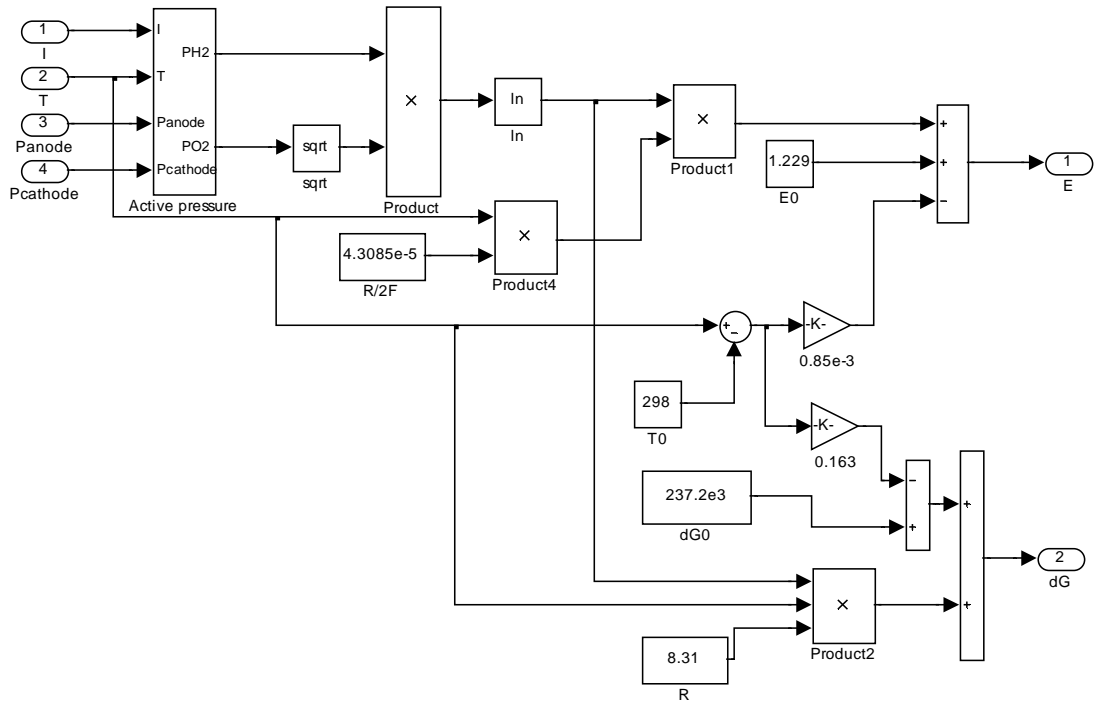 1
I
2
T
3
Panode
4
Pcathode
I
T
Panode
Pcathode
PH2
PO2
Active pressure
sqrt
sqrt
×
Product
ln
ln
×
Product1
4.3085e-5
R/2F
×
Product4
1.229
E0
+
+
−
1
E
+
−
-K-
0.85e-3
298
T0
-K-
0.163
237.2e3
dG0
−
+
+
+
2
dG
×
Product2
8.31
R